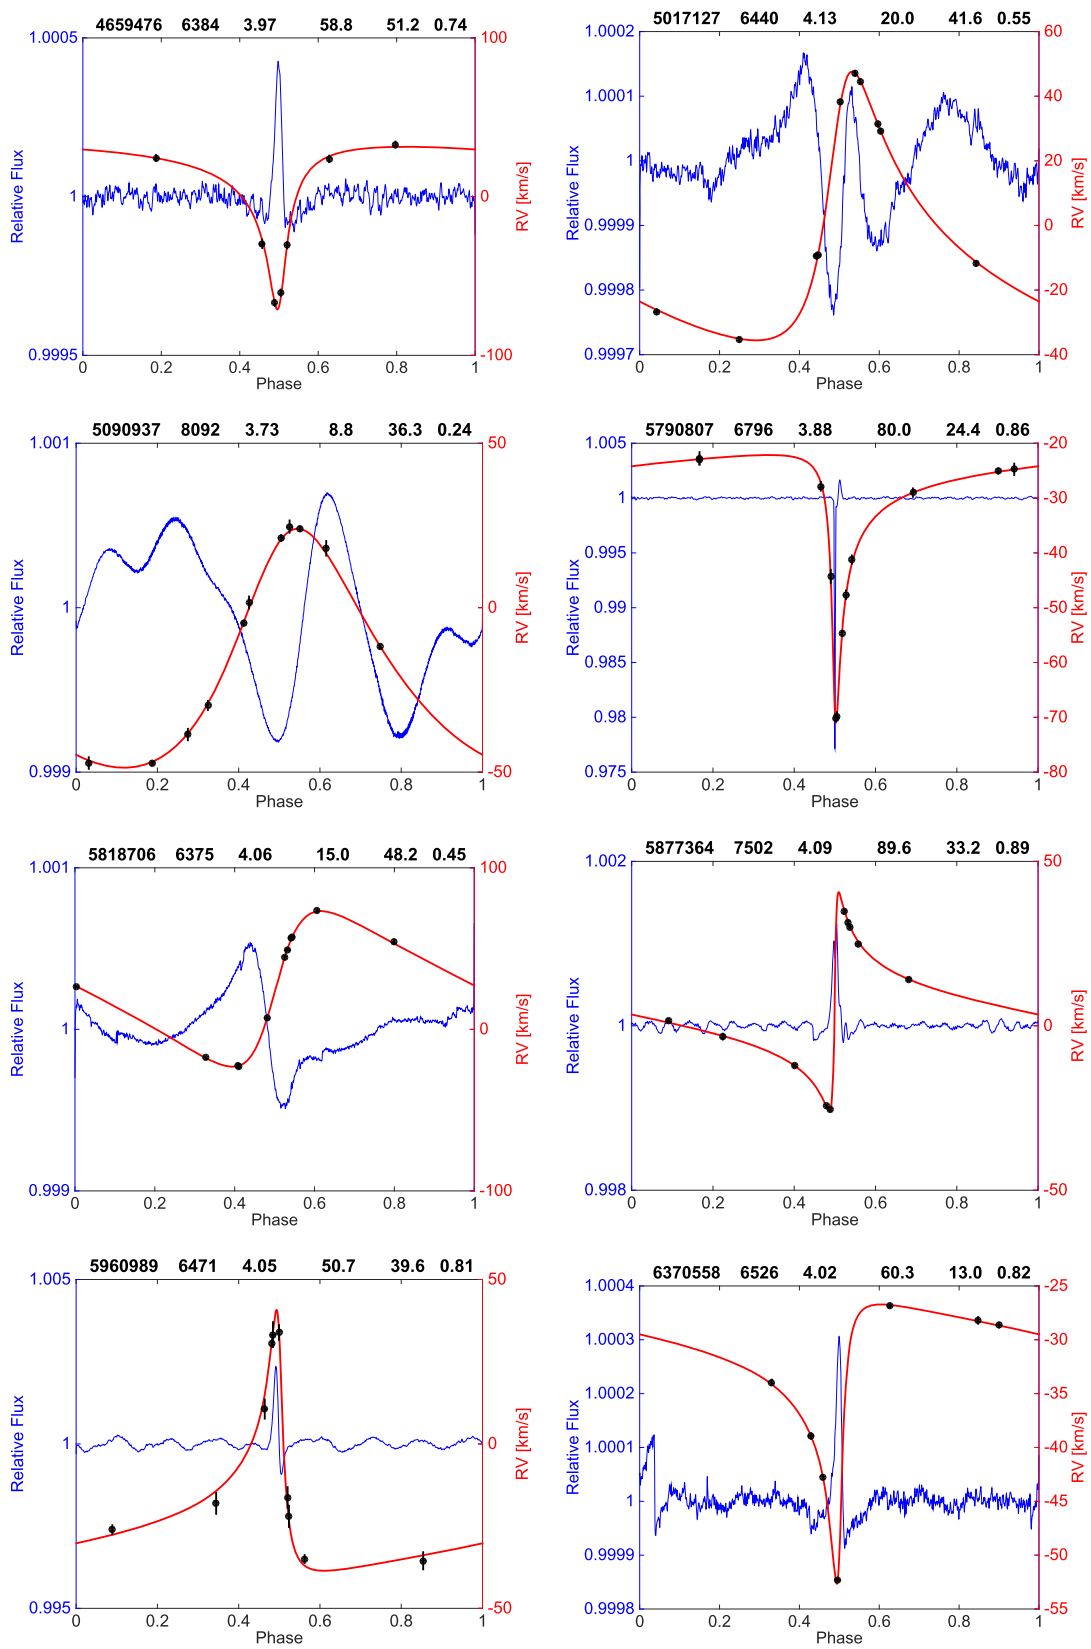 4659476 6384 3.97 58.8 51.2 0.74
1.0005
1
0.9995
Relative Flux
100
0
-100
RV [km/s]
0 0.2 0.4 0.6 0.8 1
Phase
5017127 6440 4.13 20.0 41.6 0.55
1.0002
1.0001
1
0.9999
0.9998
0.9997
Relative Flux
60
40
20
0
-20
-40
RV [km/s]
0 0.2 0.4 0.6 0.8 1
Phase
5090937 8092 3.73 8.8 36.3 0.24
1.001
1
0.999
Relative Flux
50
0
-50
RV [km/s]
0 0.2 0.4 0.6 0.8 1
Phase
5790807 6796 3.88 80.0 24.4 0.86
1.005
1
0.995
0.99
0.985
0.98
0.975
Relative Flux
-20
-30
-40
-50
-60
-70
-80
RV [km/s]
0 0.2 0.4 0.6 0.8 1
Phase
5818706 6375 4.06 15.0 48.2 0.45
1.001
1
0.999
Relative Flux
100
0
-100
RV [km/s]
0 0.2 0.4 0.6 0.8 1
Phase
5877364 7502 4.09 89.6 33.2 0.89
1.002
1
0.998
Relative Flux
50
0
-50
RV [km/s]
0 0.2 0.4 0.6 0.8 1
Phase
5960989 6471 4.05 50.7 39.6 0.81
1.005
1
0.995
Relative Flux
50
0
-50
RV [km/s]
0 0.2 0.4 0.6 0.8 1
Phase
6370558 6526 4.02 60.3 13.0 0.82
1.0004
1.0003
1.0002
1.0001
1
0.9999
0.9998
Relative Flux
-25
-30
-35
-40
-45
-50
-55
RV [km/s]
0 0.2 0.4 0.6 0.8 1
Phase